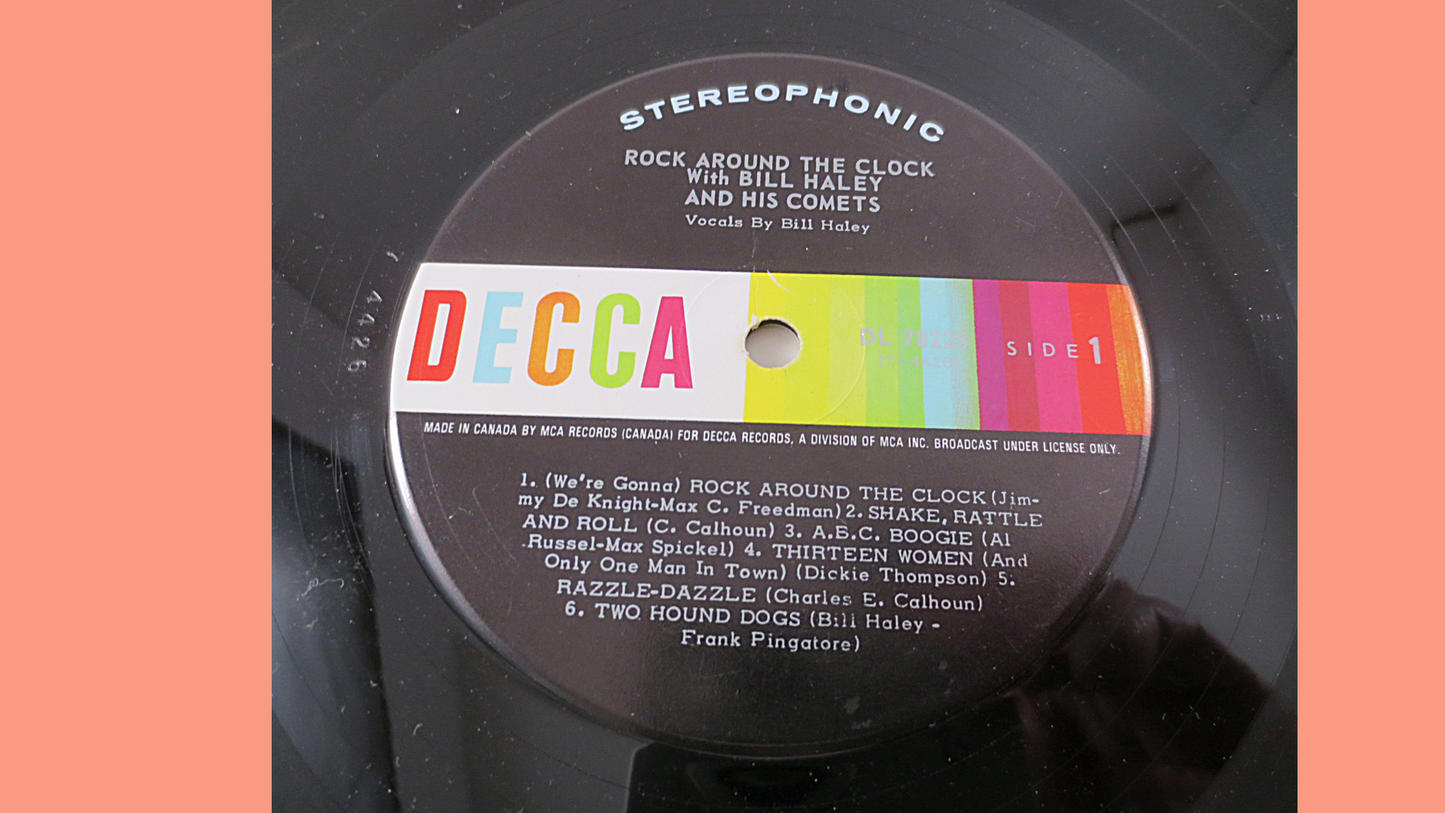 STEREOPHONIC
ROCK AROUND THE CLOCK
With BILL HALEY
AND HIS COMETS
Vocals By Bill Haley
DECCA
DL
SIDE 1
4426
MADE IN CANADA BY MCA RECORDS (CANADA) FOR DECCA RECORDS, A DIVISION OF MCA INC. BROADCAST UNDER LICENSE ONLY.
1. (We're Gonna) ROCK AROUND THE CLOCK (Jim-
my De Knight-Max C. Freedman) 2. SHAKE, RATTLE
AND ROLL (C. Calhoun) 3. A.B.C. BOOGIE (Al
Russel-Max Spickel) 4. THIRTEEN WOMEN (And
Only One Man In Town) (Dickie Thompson) 5.
RAZZLE-DAZZLE (Charles E. Calhoun)
6. TWO HOUND DOGS (Bill Haley -
Frank Pingatore)